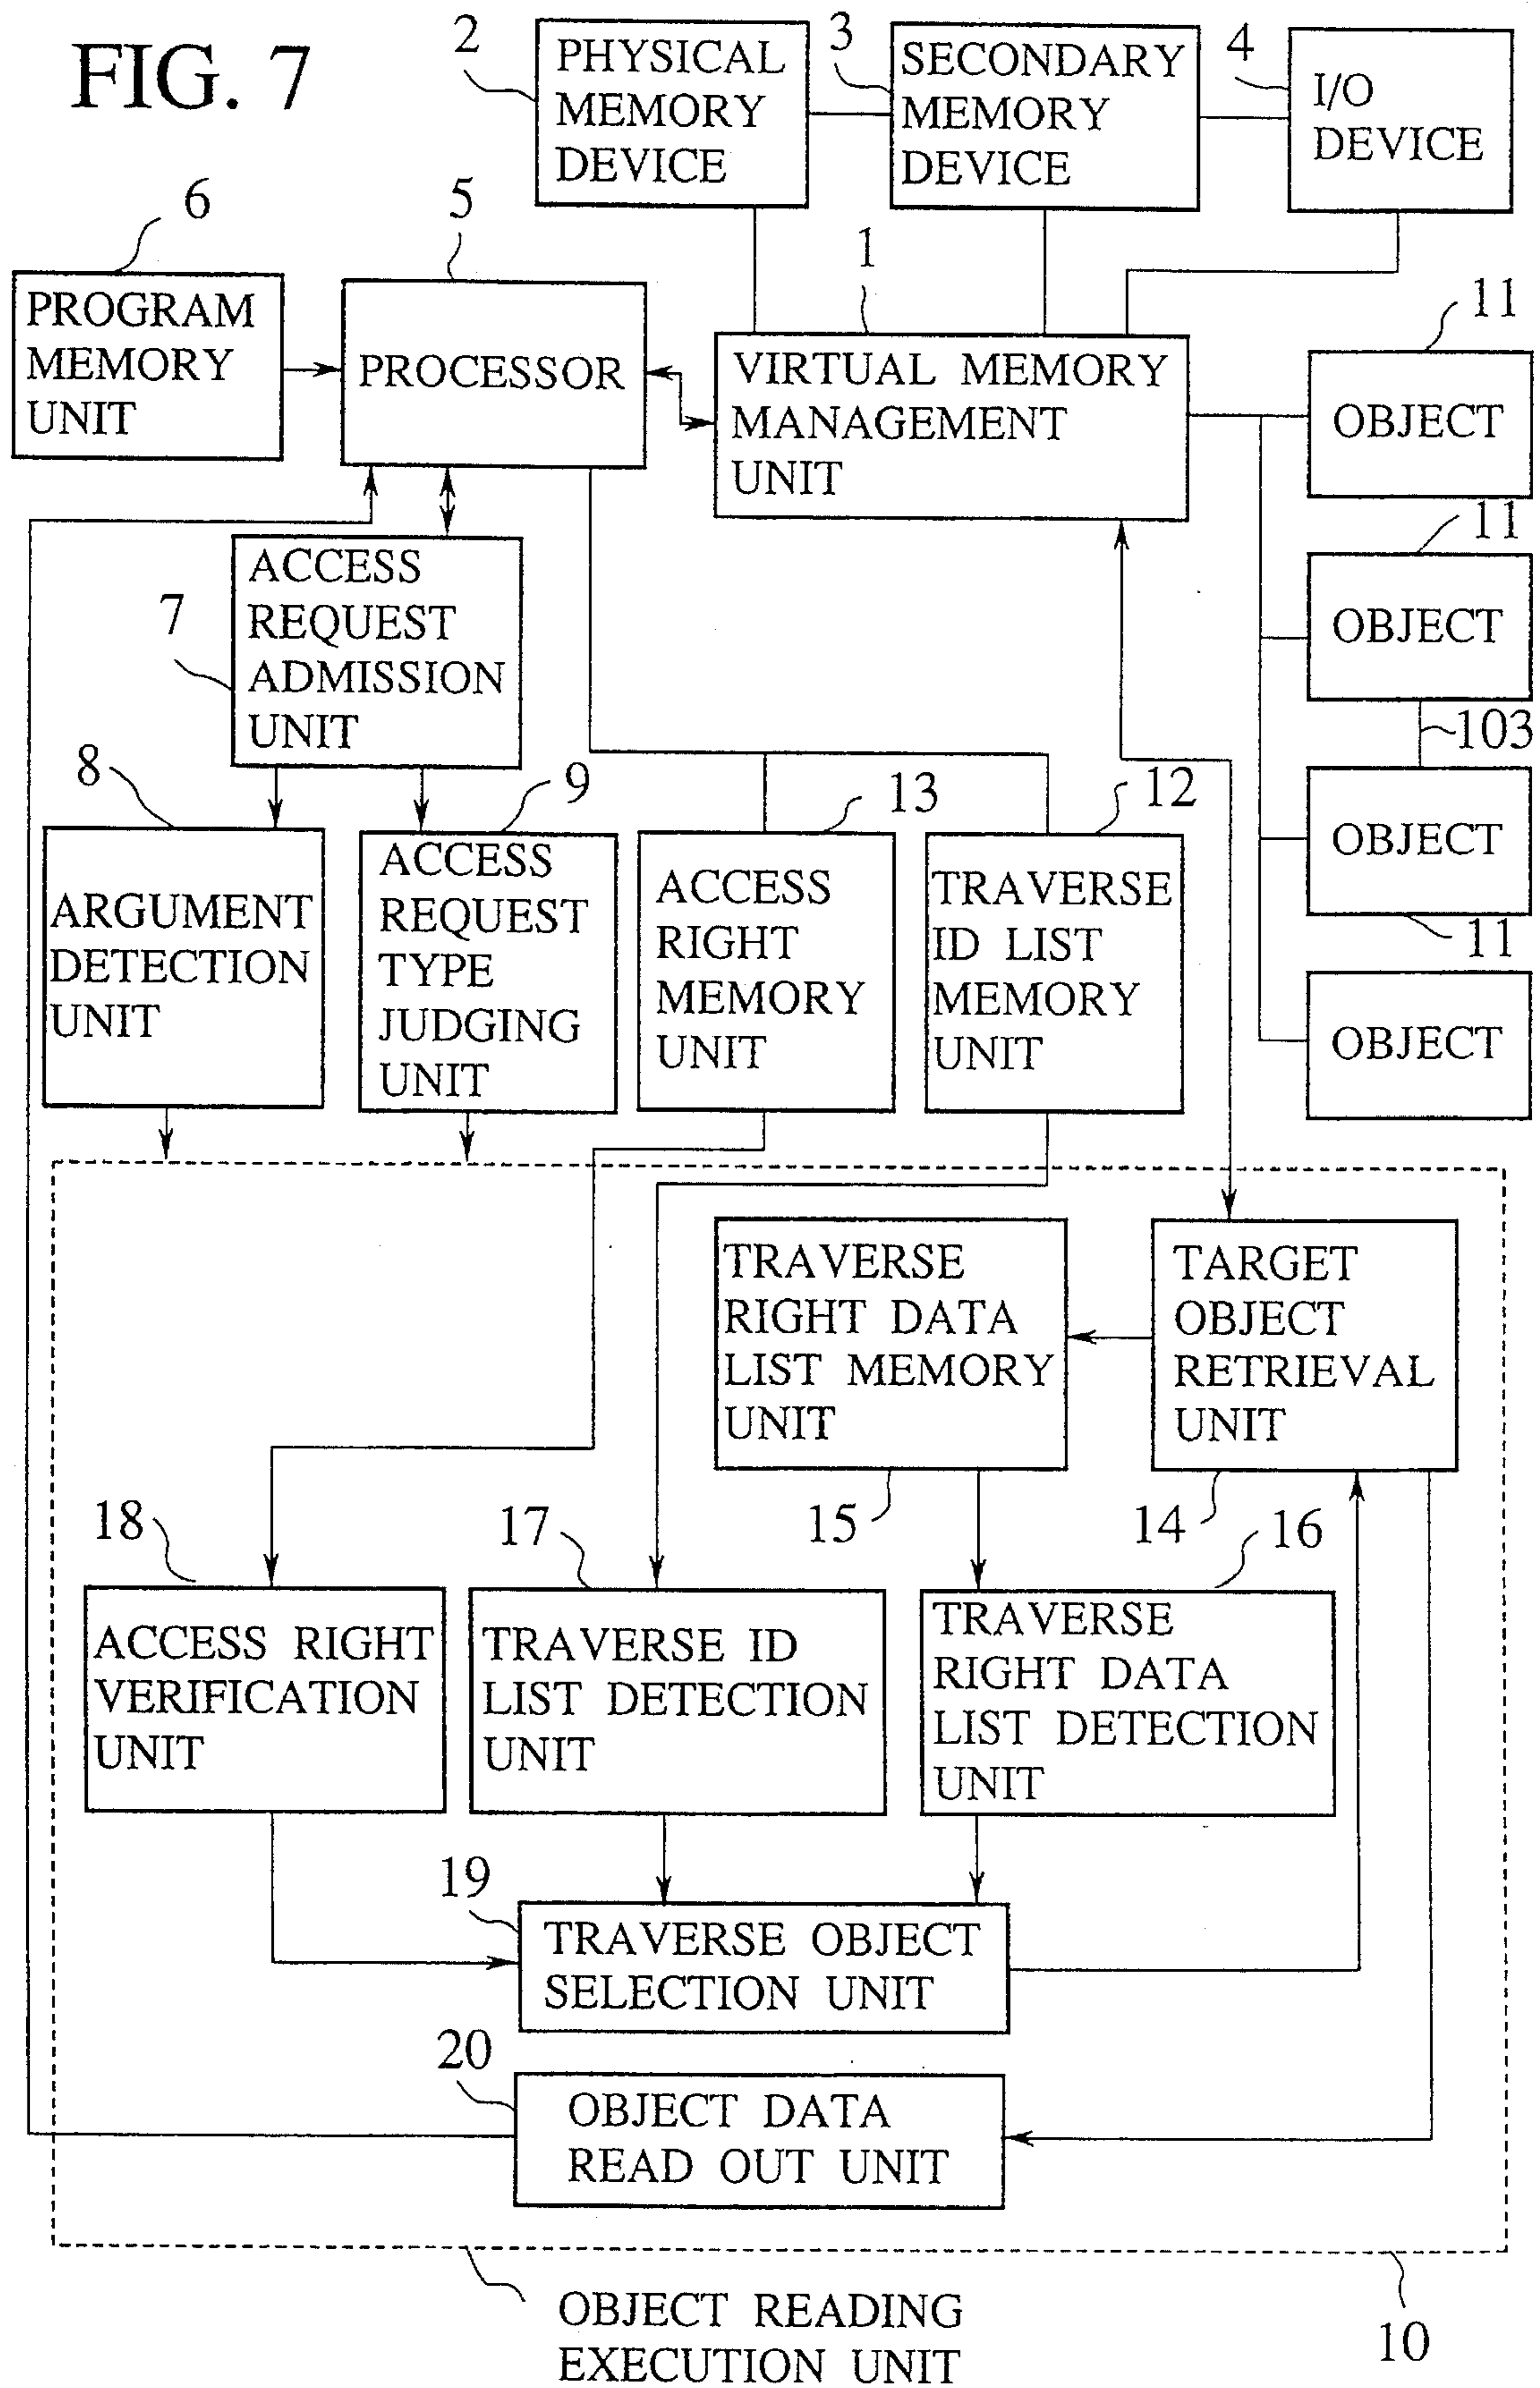 FIG. 7
2
PHYSICAL
MEMORY
DEVICE
3
SECONDARY
MEMORY
DEVICE
4
I/O
DEVICE
6
PROGRAM
MEMORY
UNIT
5
PROCESSOR
1
VIRTUAL MEMORY
MANAGEMENT
UNIT
11
OBJECT
11
OBJECT
103
OBJECT
11
OBJECT
7
ACCESS
REQUEST
ADMISSION
UNIT
8
ARGUMENT
DETECTION
UNIT
9
ACCESS
REQUEST
TYPE
JUDGING
UNIT
13
ACCESS
RIGHT
MEMORY
UNIT
12
TRAVERSE
ID LIST
MEMORY
UNIT
TRAVERSE
RIGHT DATA
LIST MEMORY
UNIT
15
TARGET
OBJECT
RETRIEVAL
UNIT
14
18
ACCESS RIGHT
VERIFICATION
UNIT
17
TRAVERSE ID
LIST DETECTION
UNIT
16
TRAVERSE
RIGHT DATA
LIST DETECTION
UNIT
19
TRAVERSE OBJECT
SELECTION UNIT
20
OBJECT DATA
READ OUT UNIT
OBJECT READING
EXECUTION UNIT
10